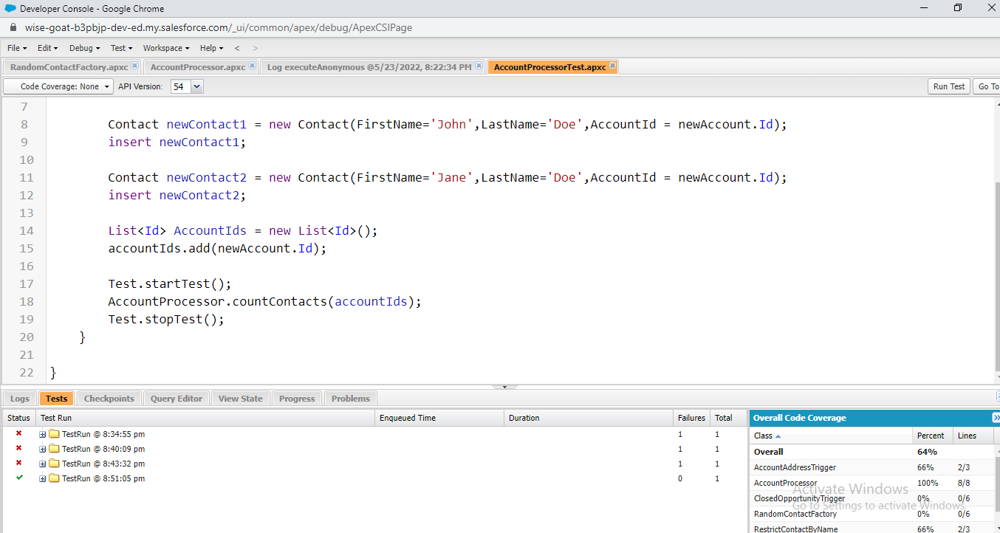 Developer Console - Google Chrome
wise-goat-b3pbjp-dev-ed.my.salesforce.com/_ui/common/apex/debug/ApexCSIPage
File Edit Debug Test Workspace Help < >
RandomContactFactory.apxc AccountProcessor.apxc Log executeAnonymous @5/23/2022, 8:22:34 PM AccountProcessorTest.apxc
Code Coverage: None API Version: 54 Run Test Go To
7
8 Contact newContact1 = new Contact(FirstName='John',LastName='Doe',AccountId = newAccount.Id);
9 insert newContact1;
10
11 Contact newContact2 = new Contact(FirstName='Jane',LastName='Doe',AccountId = newAccount.Id);
12 insert newContact2;
13
14 List<Id> AccountIds = new List<Id>();
15 accountIds.add(newAccount.Id);
16
17 Test.startTest();
18 AccountProcessor.countContacts(accountIds);
19 Test.stopTest();
20 }
21
22 }
Logs Tests Checkpoints Query Editor View State Progress Problems
Status Test Run Enqueued Time Duration Failures Total
TestRun @ 8:34:55 pm 1 1
TestRun @ 8:40:09 pm 1 1
TestRun @ 8:43:32 pm 1 1
TestRun @ 8:51:05 pm 0 1
Overall Code Coverage
Class Percent Lines
Overall 64%
AccountAddressTrigger 66% 2/3
AccountProcessor 100% 8/8
ClosedOpportunityTrigger 0% 0/6
RandomContactFactory 0% 0/6
RestrictContactByName 66% 2/3
Activate Windows
Go to Settings to activate Windows.